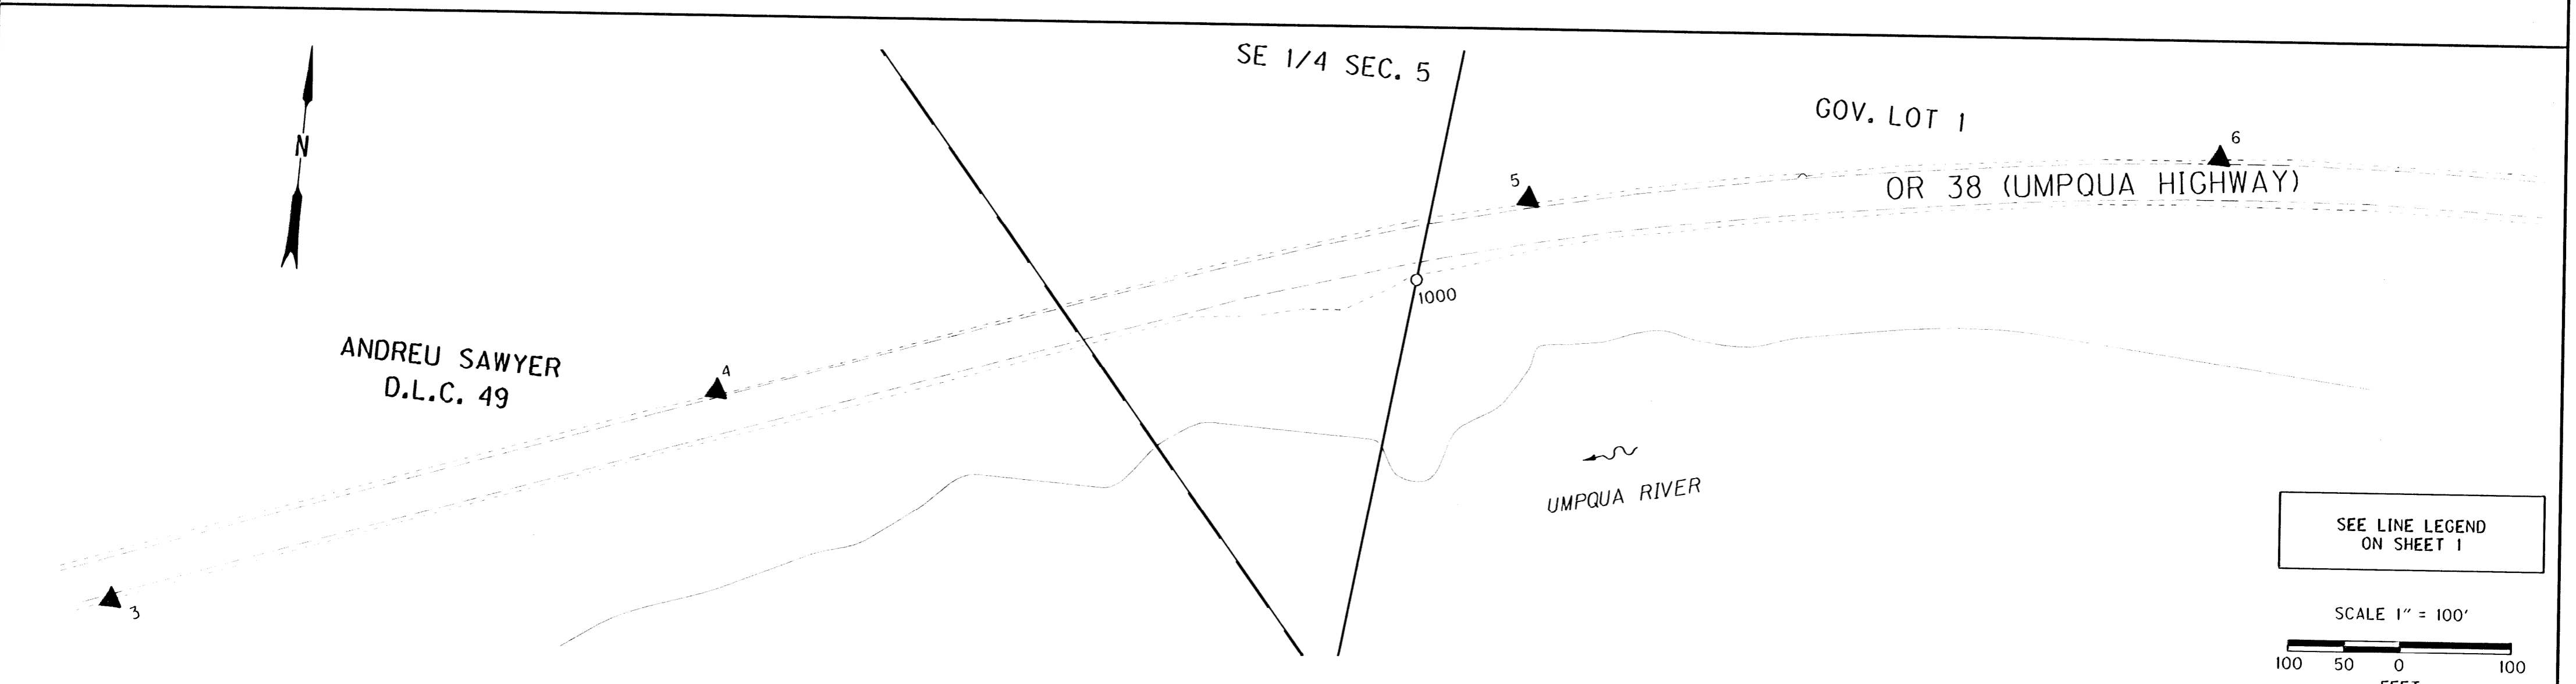 SE 1/4 SEC. 5
GOV. LOT 1
N
6
5
OR 38 (UMPQUA HIGHWAY)
1000
ANDREU SAWYER
D.L.C. 49
4
UMPQUA RIVER
3
SEE LINE LEGEND
ON SHEET 1
SCALE 1" = 100'
100 50 0 100
FEET